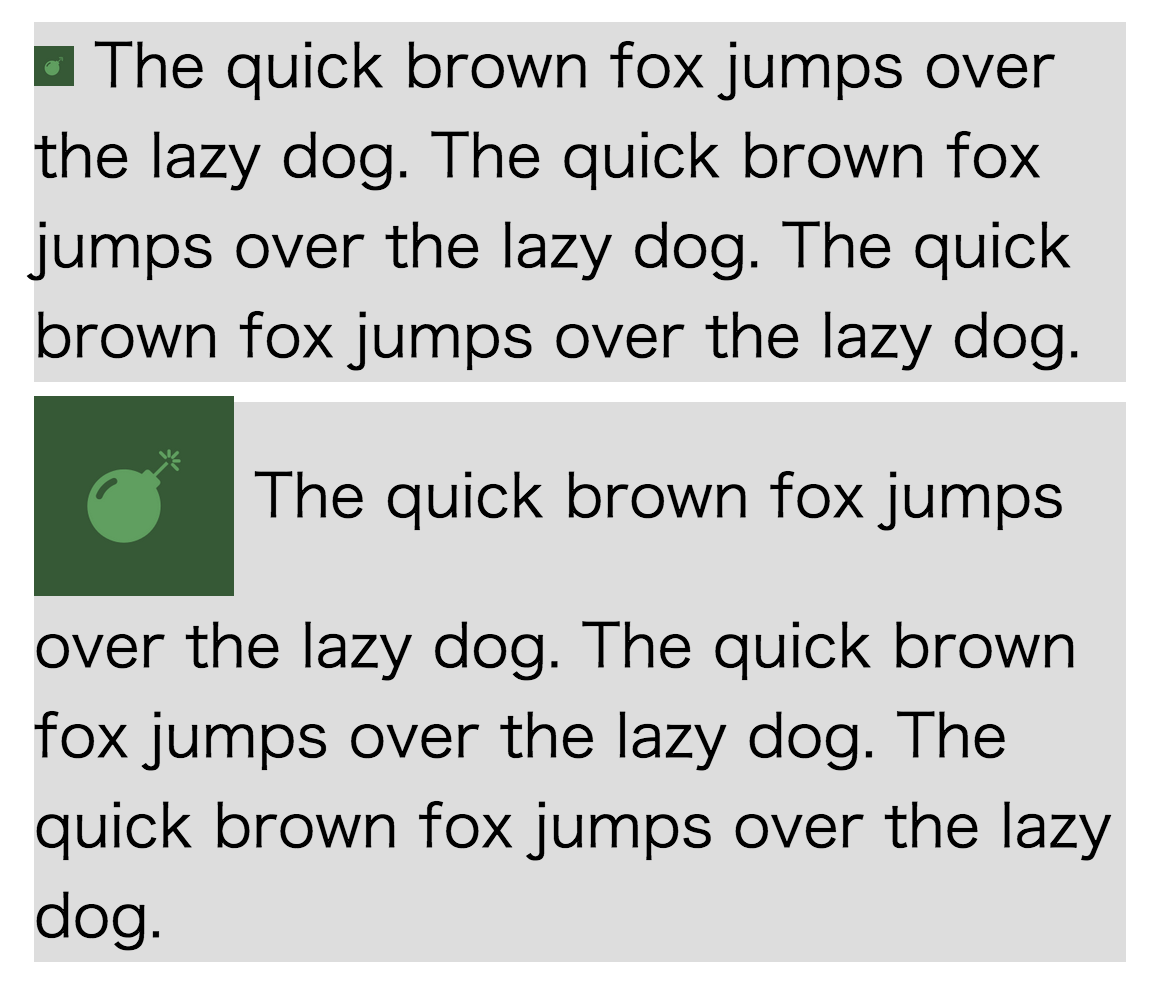 The quick brown fox jumps over
the lazy dog. The quick brown fox
jumps over the lazy dog. The quick
brown fox jumps over the lazy dog.
The quick brown fox jumps
over the lazy dog. The quick brown
fox jumps over the lazy dog. The
quick brown fox jumps over the lazy
dog.